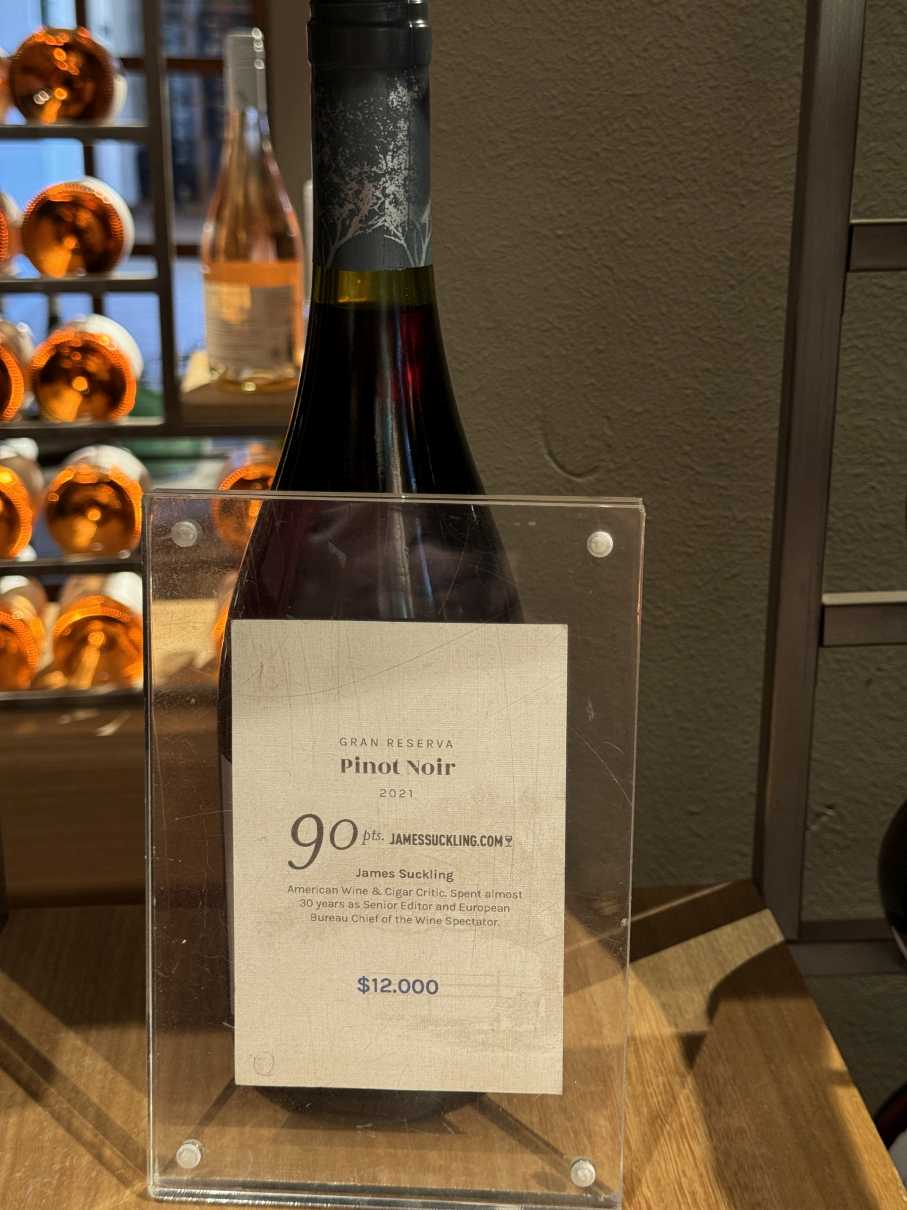 GRAN RESERVA
Pinot Noir
2021
90 pts. JAMESSUCKLING.COM
James Suckling
American Wine & Cigar Critic. Spent almost
30 years as Senior Editor and European
Bureau Chief of the Wine Spectator.
$12.000